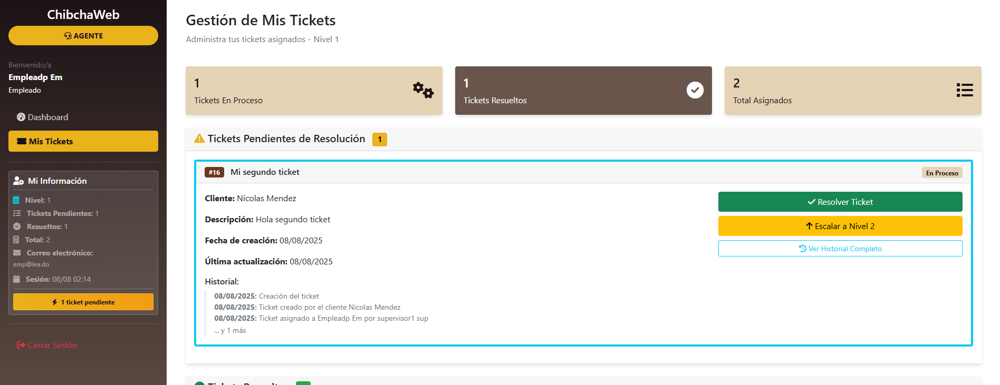 ChibchaWeb
AGENTE
Bienvenido/a
Empleadp Em
Empleado
Dashboard
Mis Tickets
Mi Información
Nivel: 1
Tickets Pendientes: 1
Resueltos: 1
Total: 2
Correo electrónico:
emp@lea.do
Sesión: 08/08 02:14
1 ticket pendiente
Cerrar Sesión
Gestión de Mis Tickets
Administra tus tickets asignados - Nivel 1
1
Tickets En Proceso
1
Tickets Resueltos
2
Total Asignados
Tickets Pendientes de Resolución 1
#16 Mi segundo ticket
En Proceso
Cliente: Nicolas Mendez
Descripción: Hola segundo ticket
Fecha de creación: 08/08/2025
Última actualización: 08/08/2025
Historial:
08/08/2025: Creación del ticket
08/08/2025: Ticket creado por el cliente Nicolas Mendez
08/08/2025: Ticket asignado a Empleadp Em por supervisor1 sup
... y 1 más
Resolver Ticket
Escalar a Nivel 2
Ver Historial Completo